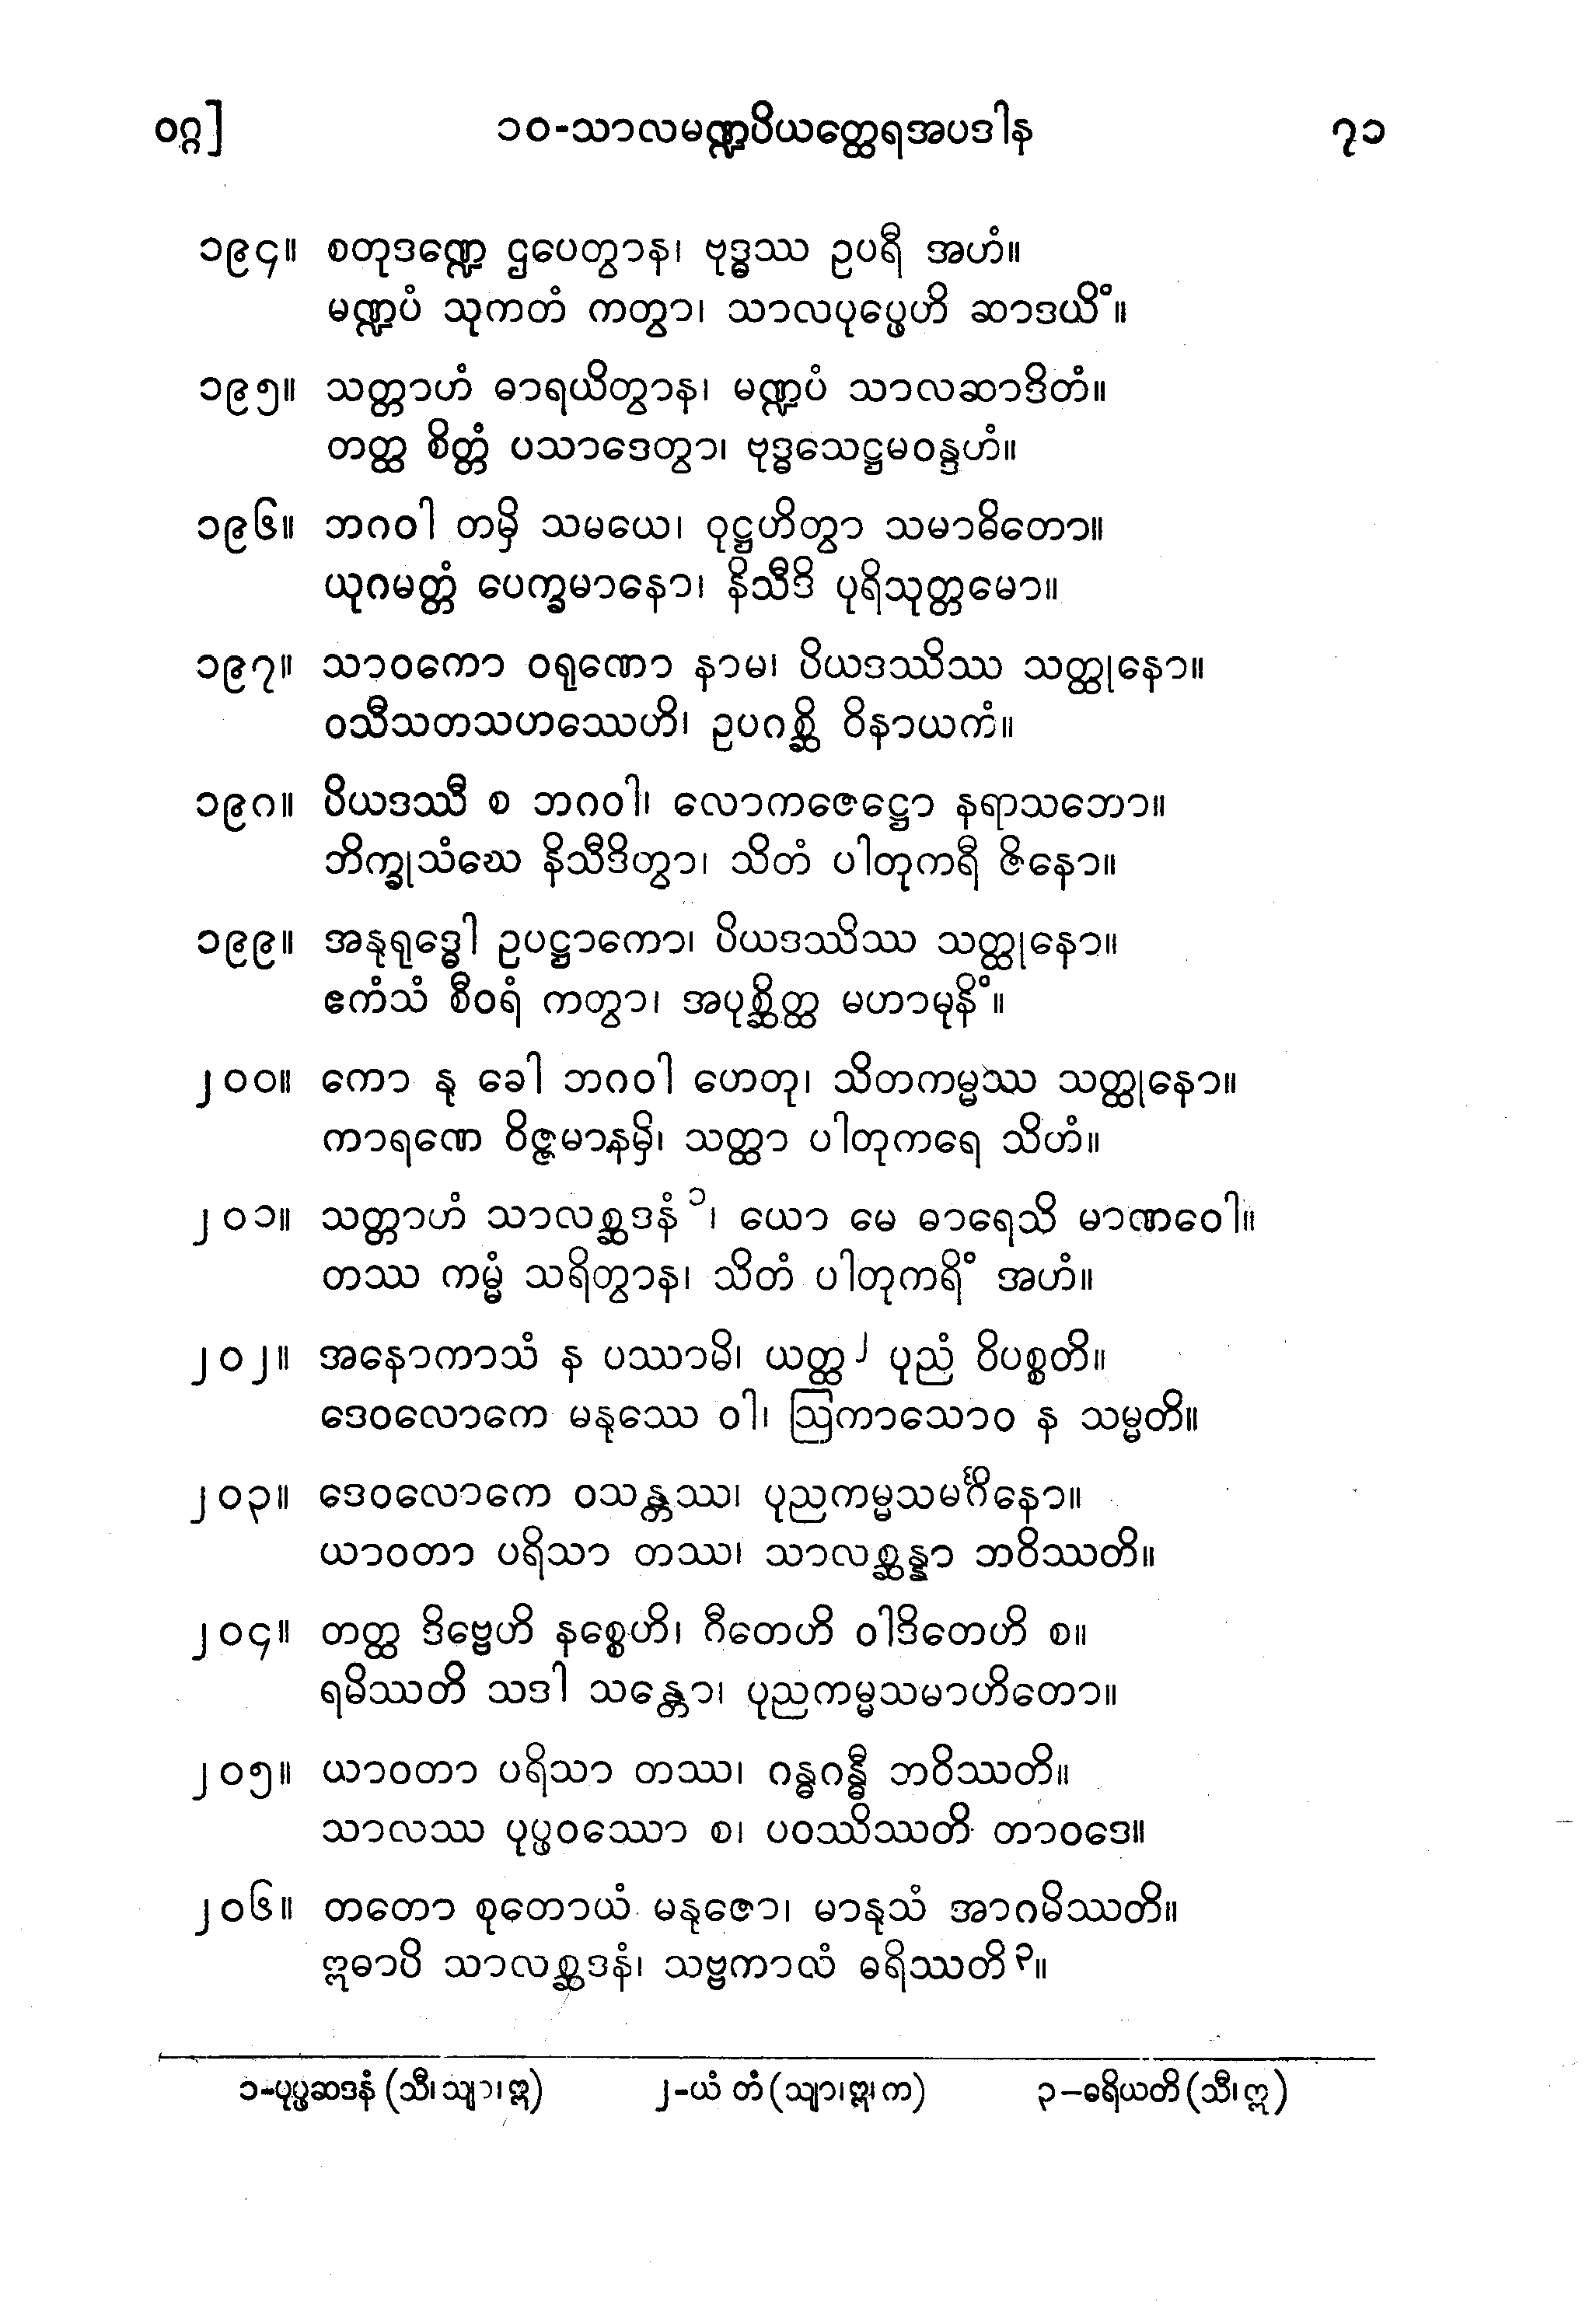 ဝဂ္ဂ]
၁၀-သာလမဏ္ဍပိယတ္ထေရအပဒါန
၇၁
၁၉၄။ စတုဒဏ္ဍေ ဌပေတွာန၊ ဗုဒ္ဓဿ ဥပရီ အဟံ။
မဏ္ဍပံ သုကတံ ကတွာ၊ သာလပုပ္ဖေဟိ ဆာဒယိံ။
၁၉၅။ သတ္တာဟံ ဓာရယိတွာန၊ မဏ္ဍပံ သာလဆာဒိတံ။
တတ္ထ စိတ္တံ ပသာဒေတွာ၊ ဗုဒ္ဓသေဋ္ဌမဝန္ဒဟံ။
၁၉၆။ ဘဂဝါ တမှိ သမယေ၊ ဝုဋ္ဌဟိတွာ သမာဓိတော။
ယုဂမတ္တံ ပေက္ခမာနော၊ နိသီဒိ ပုရိသုတ္တမော။
၁၉၇။ သာဝကော ဝရုဏော နာမ၊ ပိယဒဿိဿ သတ္ထုနော။
ဝသီသတသဟဿေဟိ၊ ဥပဂစ္ဆိ ဝိနာယကံ။
၁၉၈။ ပိယဒဿီ စ ဘဂဝါ၊ လောကဇေဋ္ဌော နရာသဘော။
ဘိက္ခုသံဃေ နိသီဒိတွာ၊ သိတံ ပါတုကရီ ဇိနော။
၁၉၉။ အနုရုဒ္ဓေါ ဥပဋ္ဌာကော၊ ပိယဒဿိဿ သတ္ထုနော။
ဧကံသံ စီဝရံ ကတွာ၊ အပုစ္ဆိတ္ထ မဟာမုနိံ။
၂၀၀။ ကော နု ခေါ ဘဂဝါ ဟေတု၊ သိတကမ္မဿ သတ္ထုနော။
ကာရဏေ ဝိဇ္ဇမာနမှိ၊ သတ္ထာ ပါတုကရေ သိဟံ။
၂၀၁။ သတ္တာဟံ သာလစ္ဆဒနံ၁၊ ယော မေ ဓာရေသိ မာဏဝေါ။
တဿ ကမ္မံ သရိတွာန၊ သိတံ ပါတုကရိံ အဟံ။
၂၀၂။ အနောကာသံ န ပဿာမိ၊ ယတ္ထ၂ ပုညံ ဝိပစ္စတိ။
ဒေဝလောကေ မနုဿေ ဝါ၊ ဩကာသောဝ န သမ္မတိ။
၂၀၃။ ဒေဝလောကေ ဝသန္တဿ၊ ပုညကမ္မသမင်္ဂိနော။
ယာဝတာ ပရိသာ တဿ၊ သာလစ္ဆန္နာ ဘဝိဿတိ။
၂၀၄။ တတ္ထ ဒိဗ္ဗေဟိ နစ္စေဟိ၊ ဂီတေဟိ ဝါဒိတေဟိ စ။
ရမိဿတိ သဒါ သန္တော၊ ပုညကမ္မသမာဟိတော။
၂၀၅။ ယာဝတာ ပရိသာ တဿ၊ ဂန္ဓဂန္ဓီ ဘဝိဿတိ။
သာလဿ ပုပ္ဖဝဿော စ၊ ပဝဿိဿတိ တာဝဒေ။
၂၀၆။ တတော စုတောယံ မနုဇော၊ မာနုသံ အာဂမိဿတိ။
ဣဓာပိ သာလစ္ဆဒနံ၊ သဗ္ဗကာလံ ဓရိဿတိ၃။
၁-ပုပ္ဖဆဒနံ (သီ၊ သျာ၊ ဣ)
၂-ယံ တံ (သျာ၊ ဣ၊ က)
၃-ဓရိယတိ (သီ၊ ဣ)